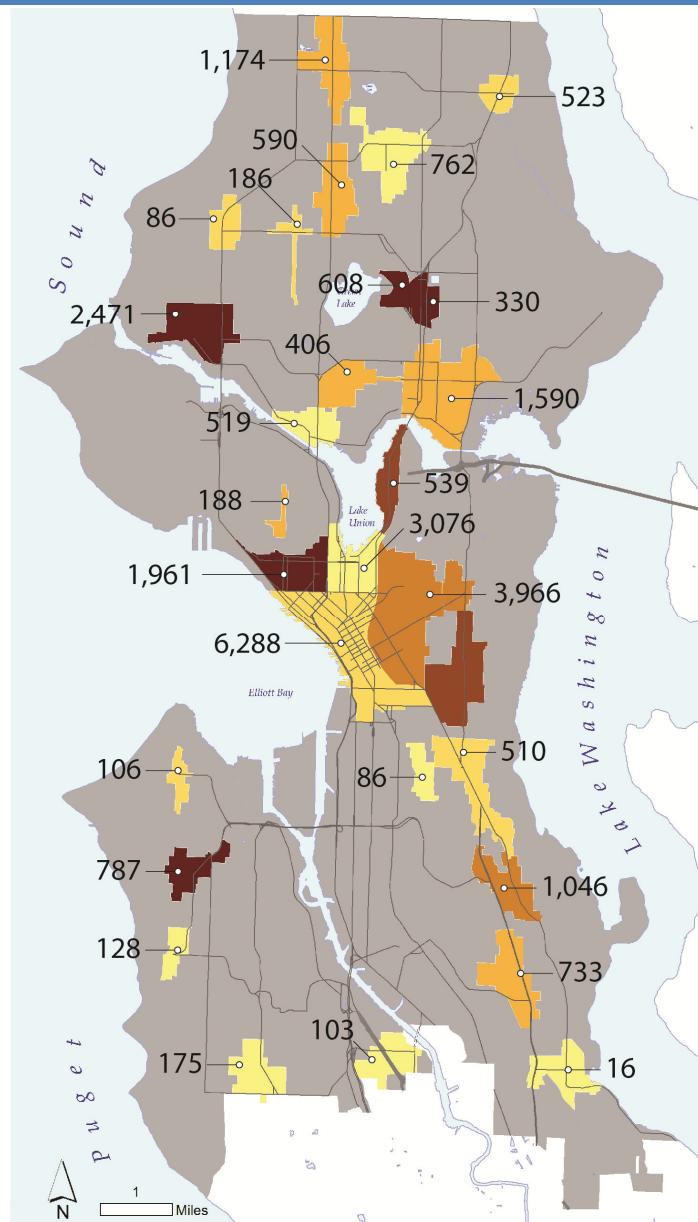 1,174
523
590
762
186
86
Sound
608
Green
Lake
330
2,471
406
1,590
519
539
188
Lake
Union
3,076
1,961
3,966
6,288
Elliott Bay
Lake Washington
510
106
86
787
1,046
128
733
103
175
16
Puget
1
N
Miles